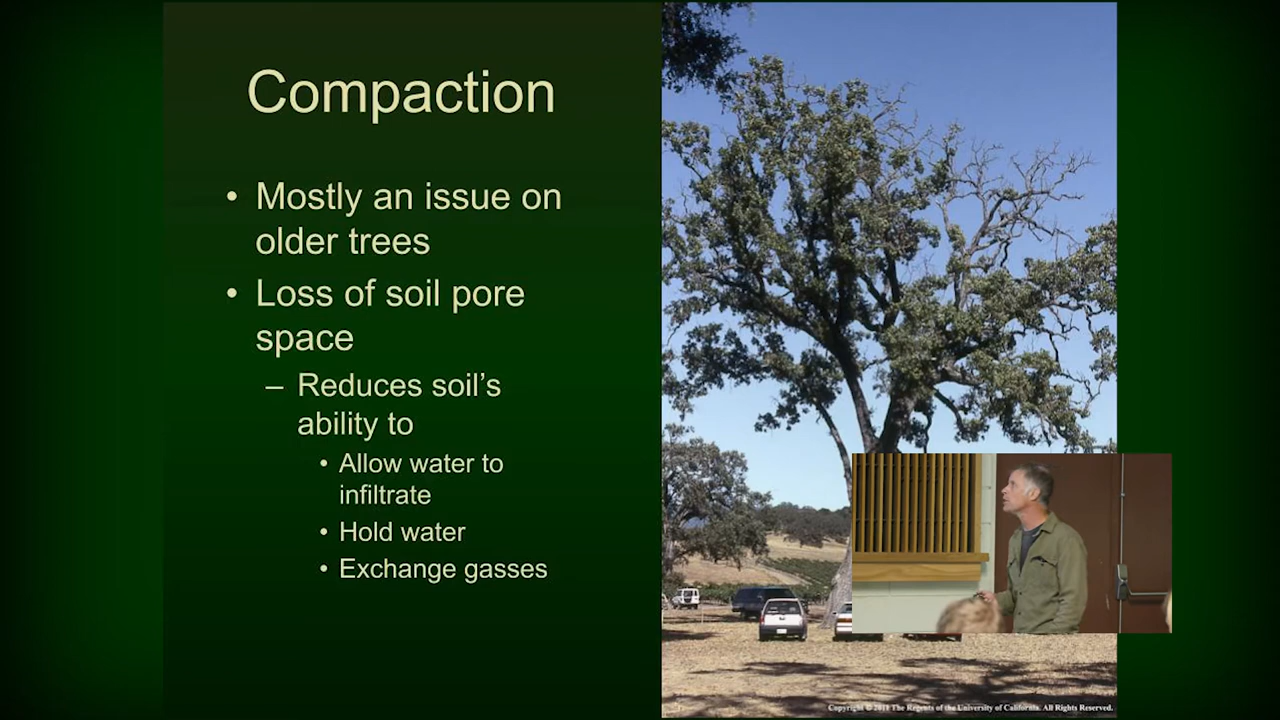 Compaction
• Mostly an issue on
older trees
• Loss of soil pore
space
– Reduces soil's
ability to
• Allow water to
infiltrate
• Hold water
• Exchange gasses
Copyright © 2011 The Regents of the University of California. All Rights Reserved.